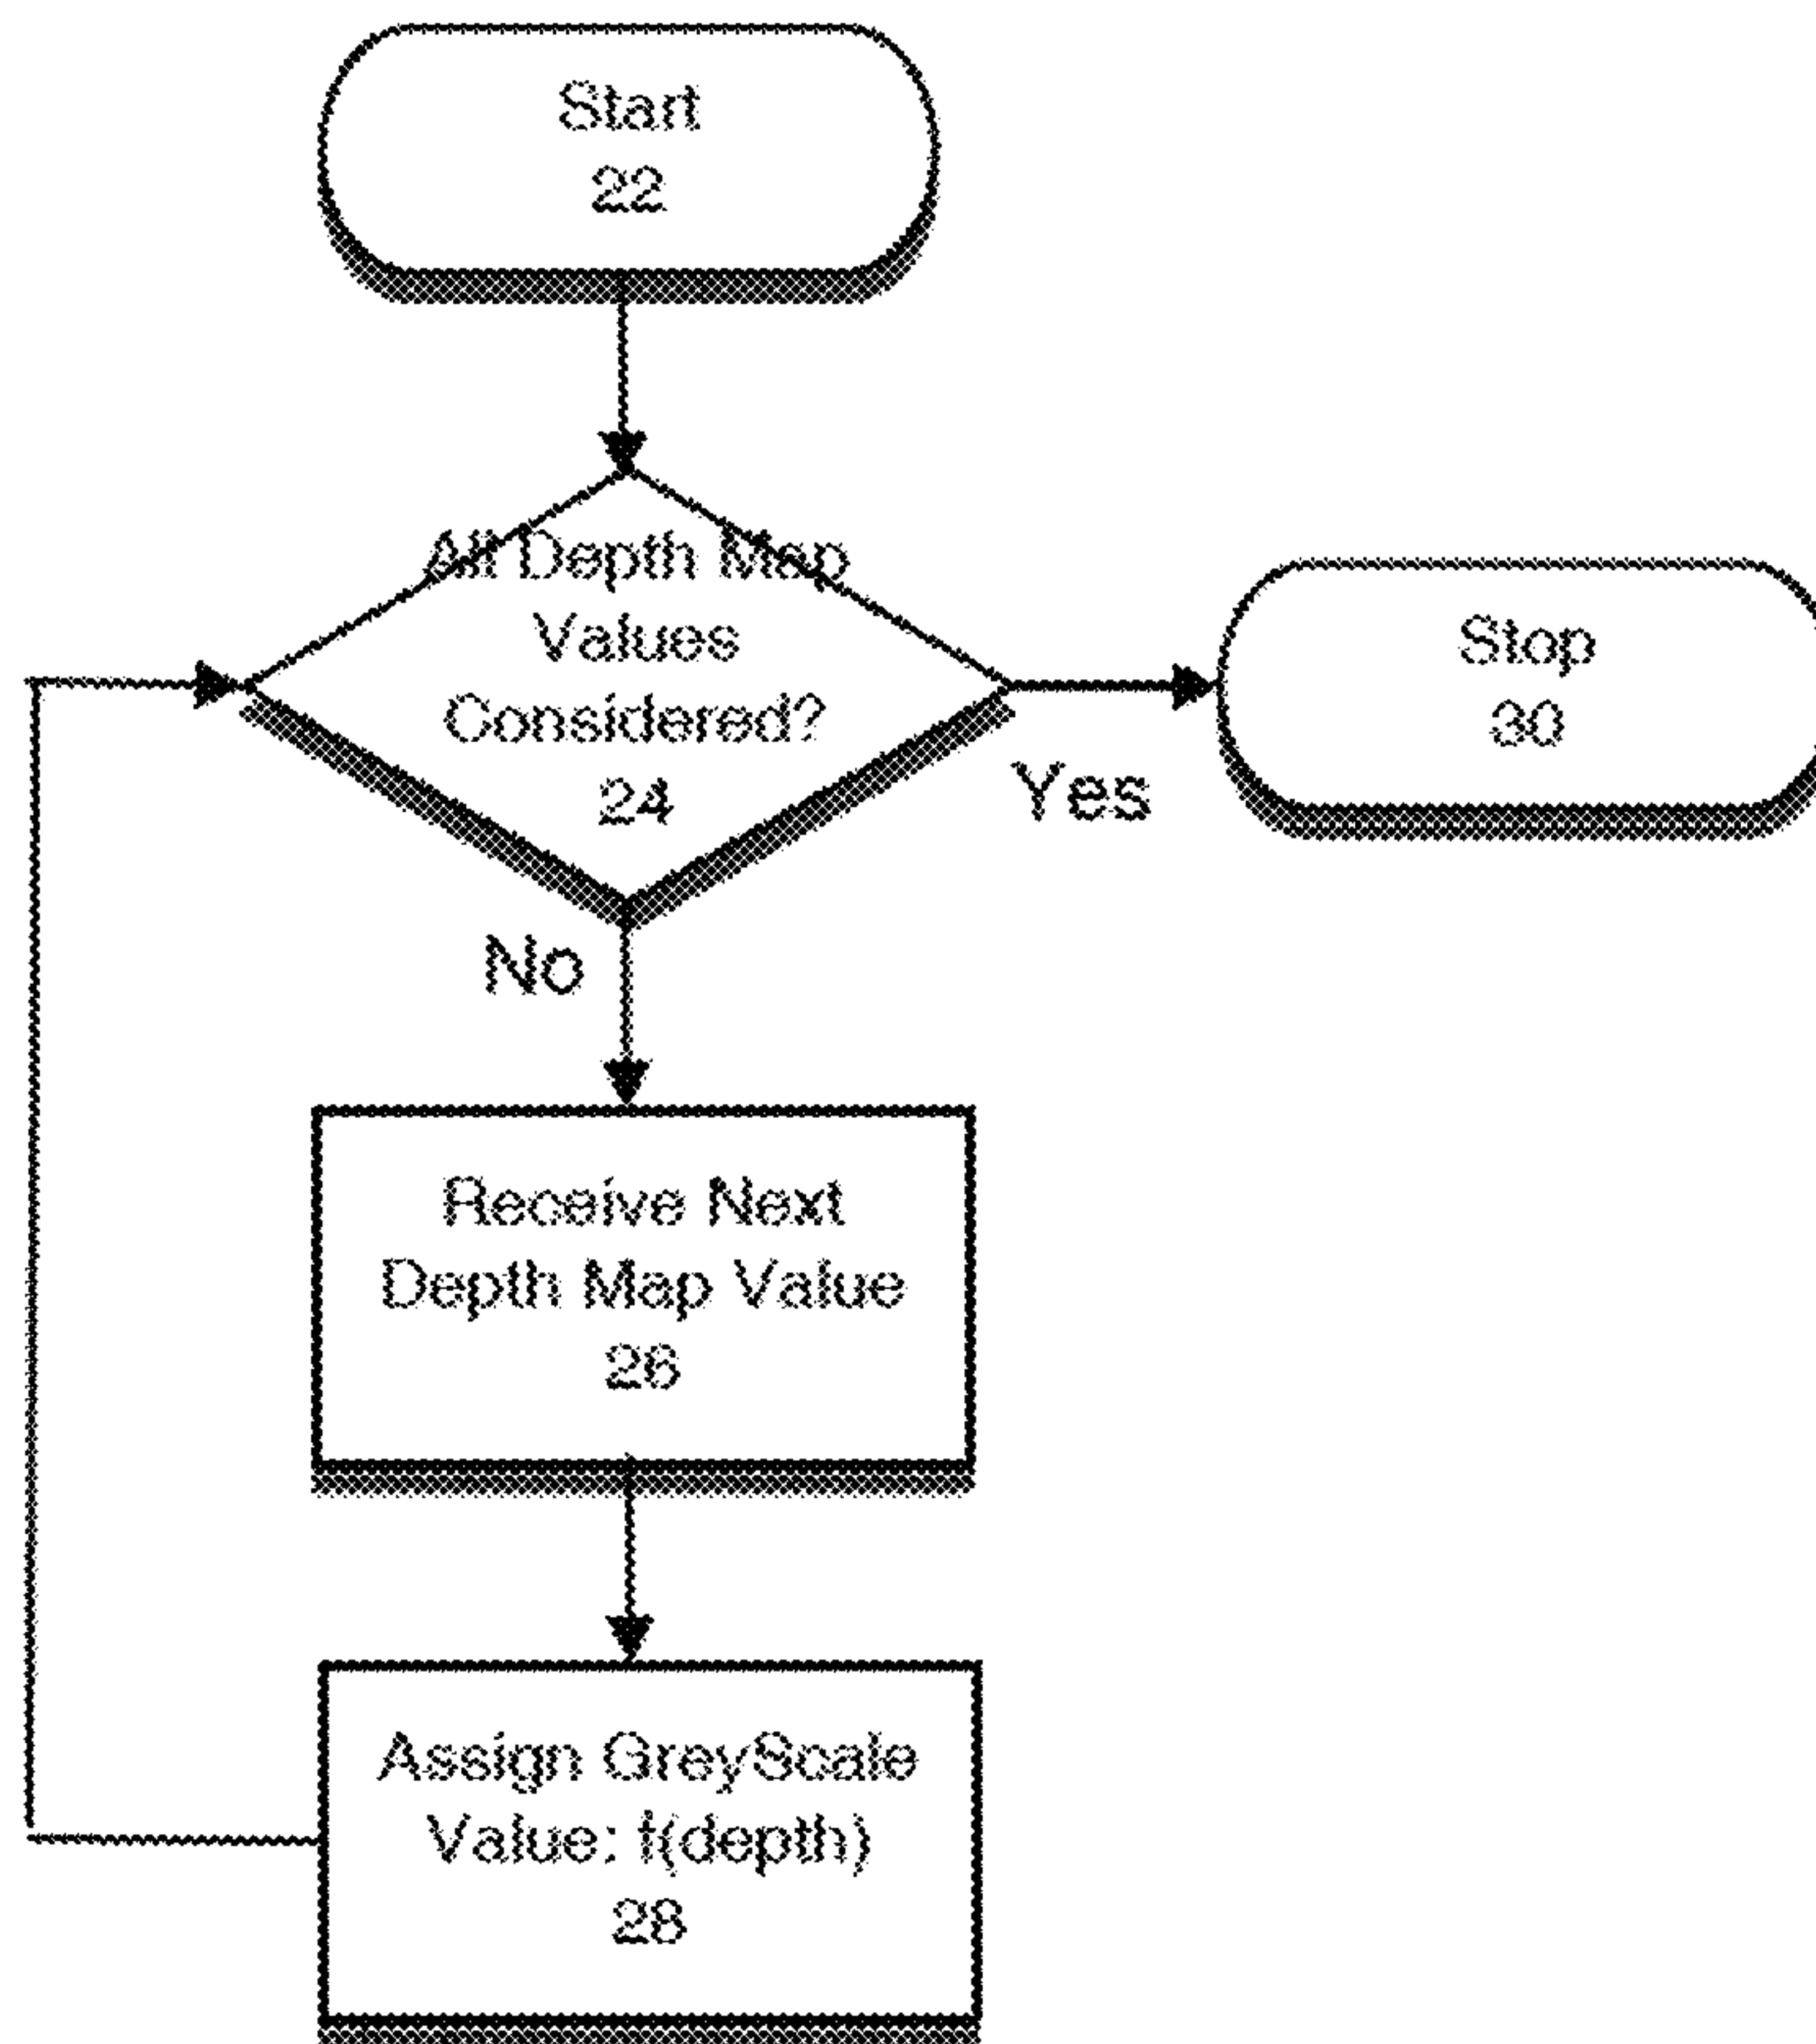 Start
22
All Depth Map
Values
Considered?
24
Yes
Stop
30
No
Receive Next
Depth Map Value
26
Assign GreyScale
Value: f(depth)
28